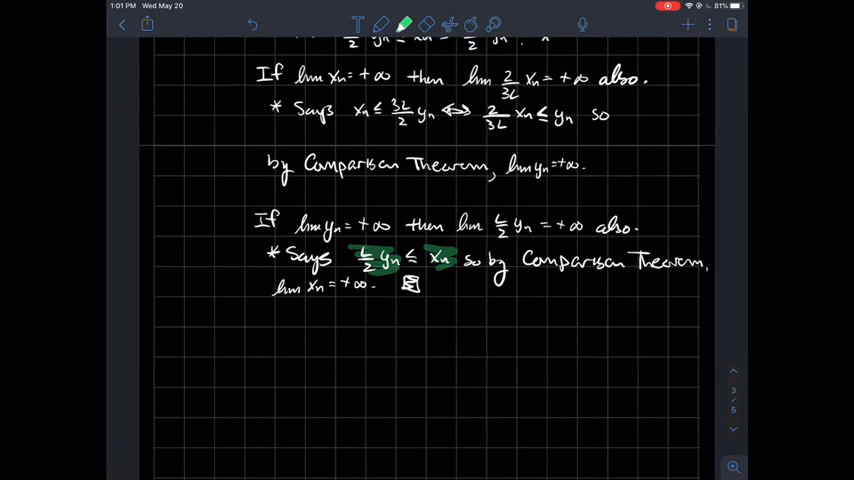 1:01 PM Wed May 20
81%
T
If lim xn = +∞ then lim 2/3L xn = +∞ also.
* Says xn ≤ 3L/2 yn ⟺ 2/3L xn ≤ yn so
by Comparison Theorem, lim yn = +∞.
If lim yn = +∞ then lim L/2 yn = +∞ also.
* Says L/2 yn ≤ xn so by Comparison Theorem,
lim xn = +∞.
3
/
5